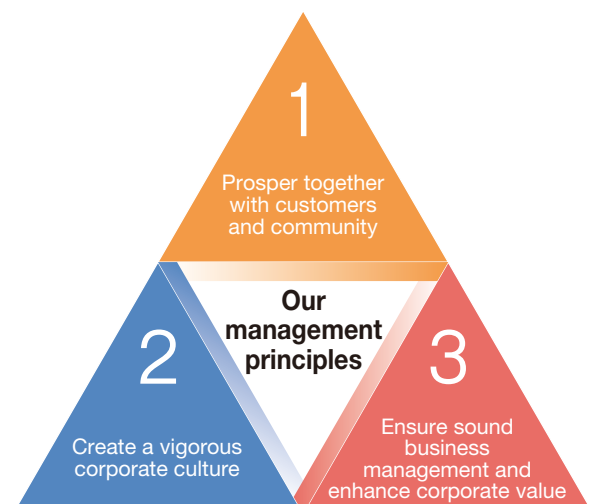 1
Prosper together
with customers
and community
Our
management
principles
2
Create a vigorous
corporate culture
3
Ensure sound
business
management and
enhance corporate value